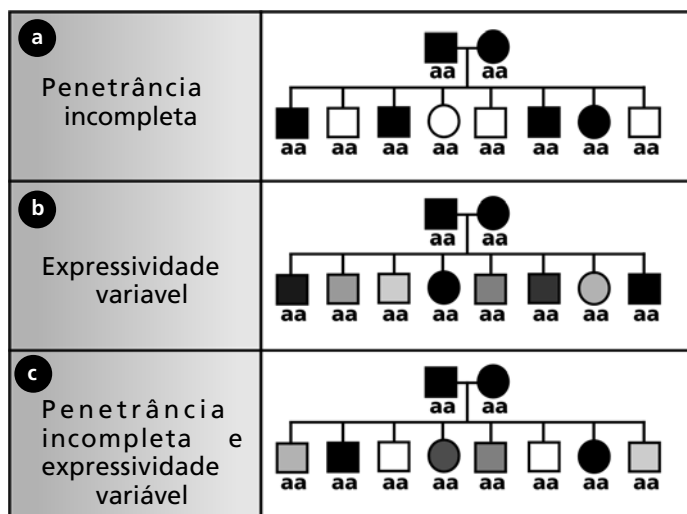 a
Penetrância
incompleta
aa aa
aa aa aa aa aa aa aa aa
b
Expressividade
variavel
aa aa
aa aa aa aa aa aa aa aa
c
Penetrância
incompleta e
expressividade
variável
aa aa
aa aa aa aa aa aa aa aa